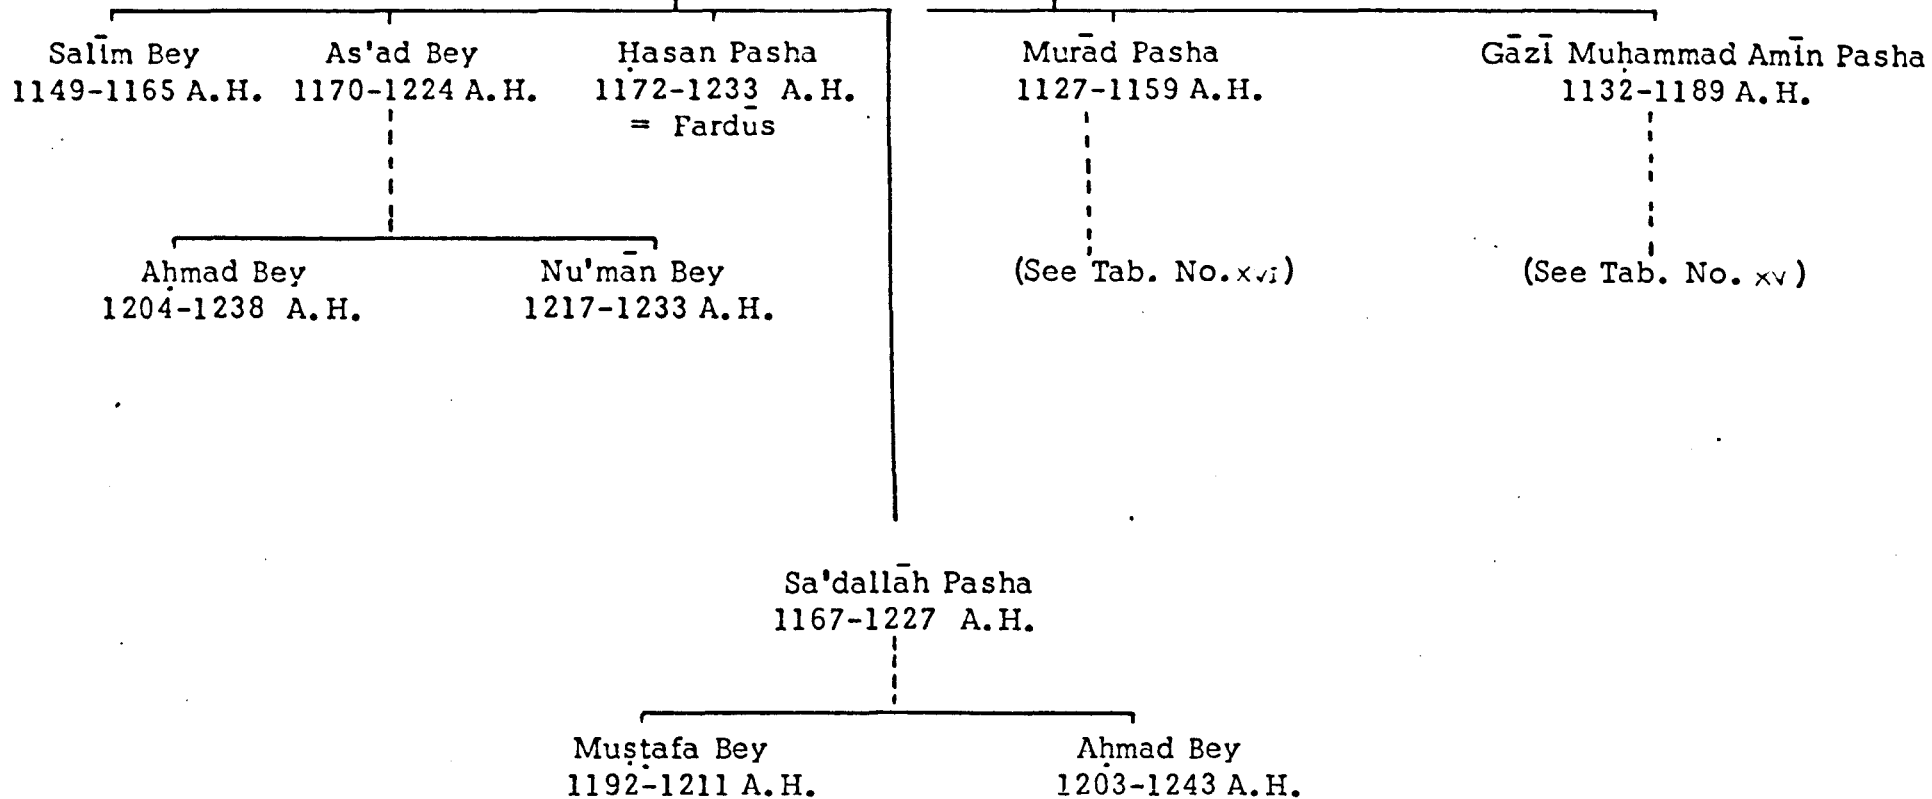 Salīm Bey
1149-1165 A.H.
As'ad Bey
1170-1224 A.H.
Ḥasan Pasha
1172-1233 A.H.
= Fardūs
Murād Pasha
1127-1159 A.H.
Gāzī Muḥammad Amīn Pasha
1132-1189 A.H.
Aḥmad Bey
1204-1238 A.H.
Nu'mān Bey
1217-1233 A.H.
(See Tab. No. xvi)
(See Tab. No. xv)
Sa'dallāh Pasha
1167-1227 A.H.
Muṣṭafa Bey
1192-1211 A.H.
Aḥmad Bey
1203-1243 A.H.